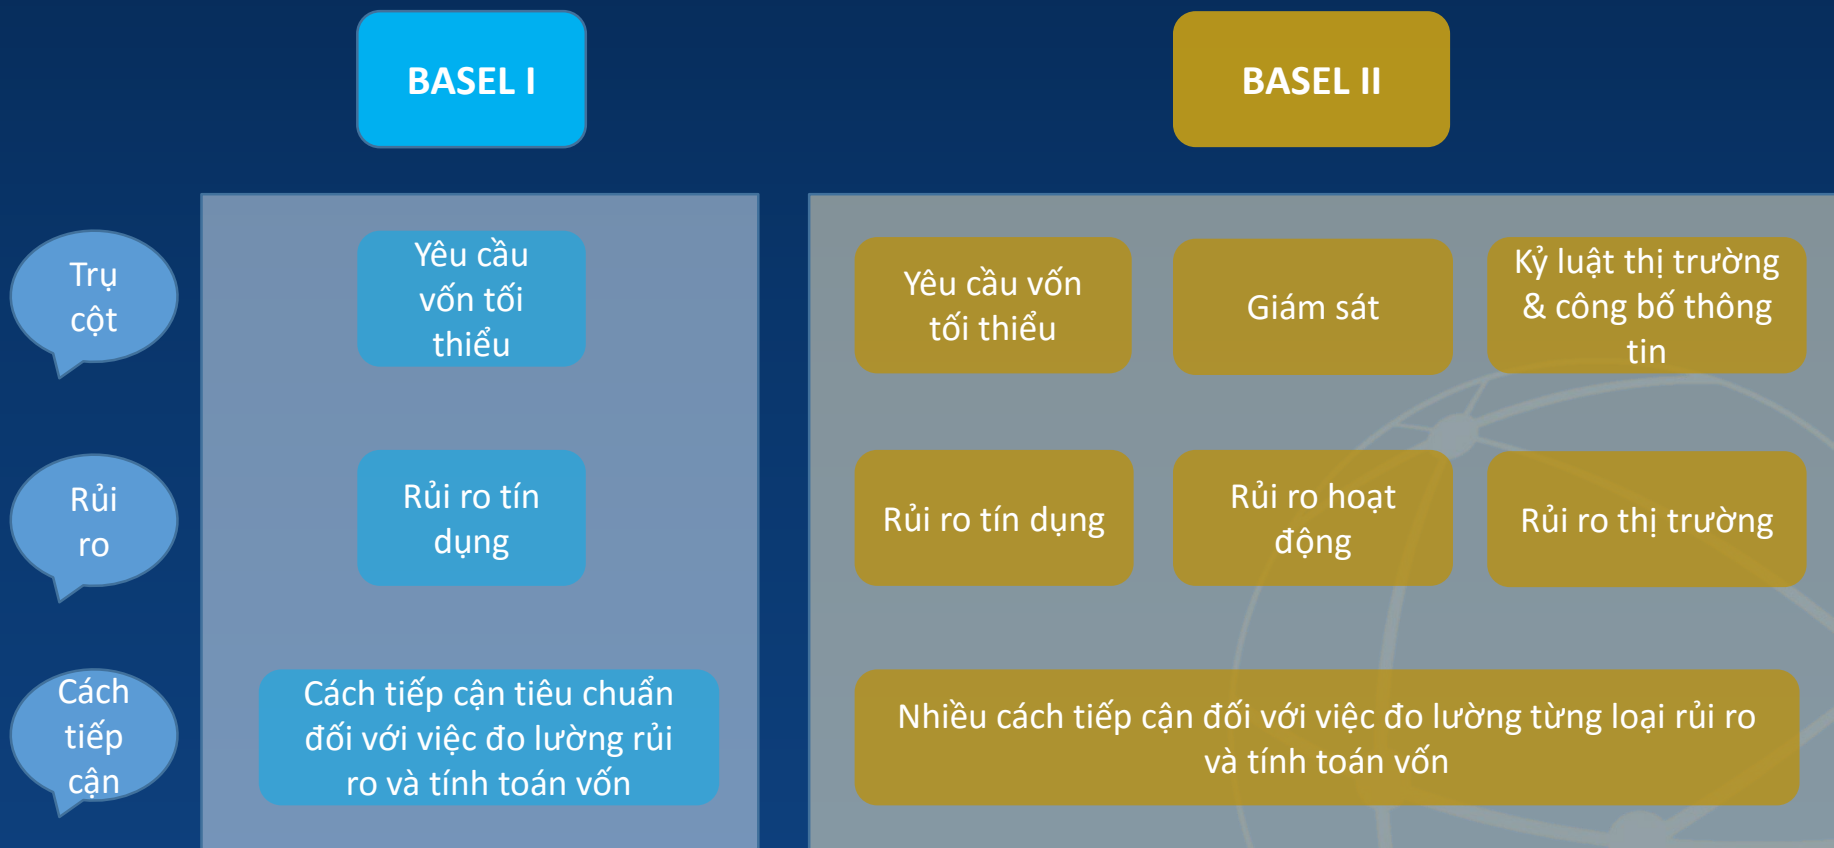 BASEL I
BASEL II
Trụ
cột
Yêu cầu
vốn tối
thiểu
Yêu cầu vốn
tối thiểu
Giám sát
Kỷ luật thị trường
& công bố thông
tin
Rủi
ro
Rủi ro tín
dụng
Rủi ro tín dụng
Rủi ro hoạt
động
Rủi ro thị trường
Cách
tiếp
cận
Cách tiếp cận tiêu chuẩn
đối với việc đo lường rủi
ro và tính toán vốn
Nhiều cách tiếp cận đối với việc đo lường từng loại rủi ro
và tính toán vốn